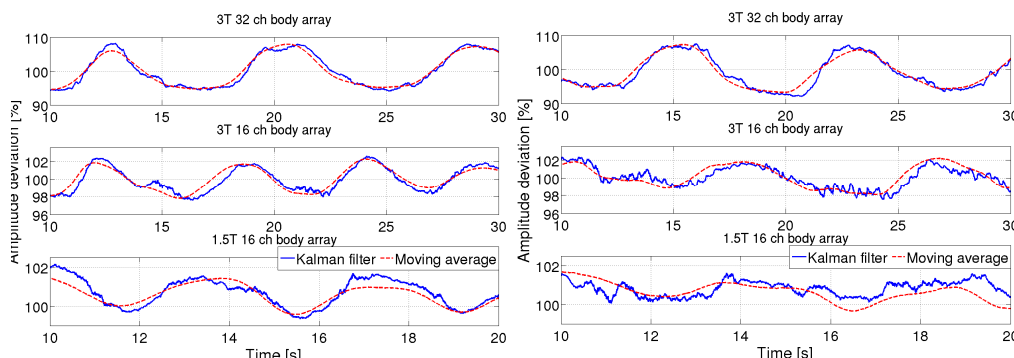 3T 32 ch body array
110
100
90
10 15 20 25 30
3T 16 ch body array
102
100
98
96
10 15 20 25 30
1.5T 16 ch body array
Kalman filter Moving average
102
100
10 12 14 16 18 20
Time [s]
Amplitude deviation [%]
3T 32 ch body array
110
100
90
10 15 20 25 30
3T 16 ch body array
102
100
98
96
10 15 20 25 30
1.5T 16 ch body array
Kalman filter Moving average
102
100
10 12 14 16 18 20
Time [s]
Amplitude deviation [%]